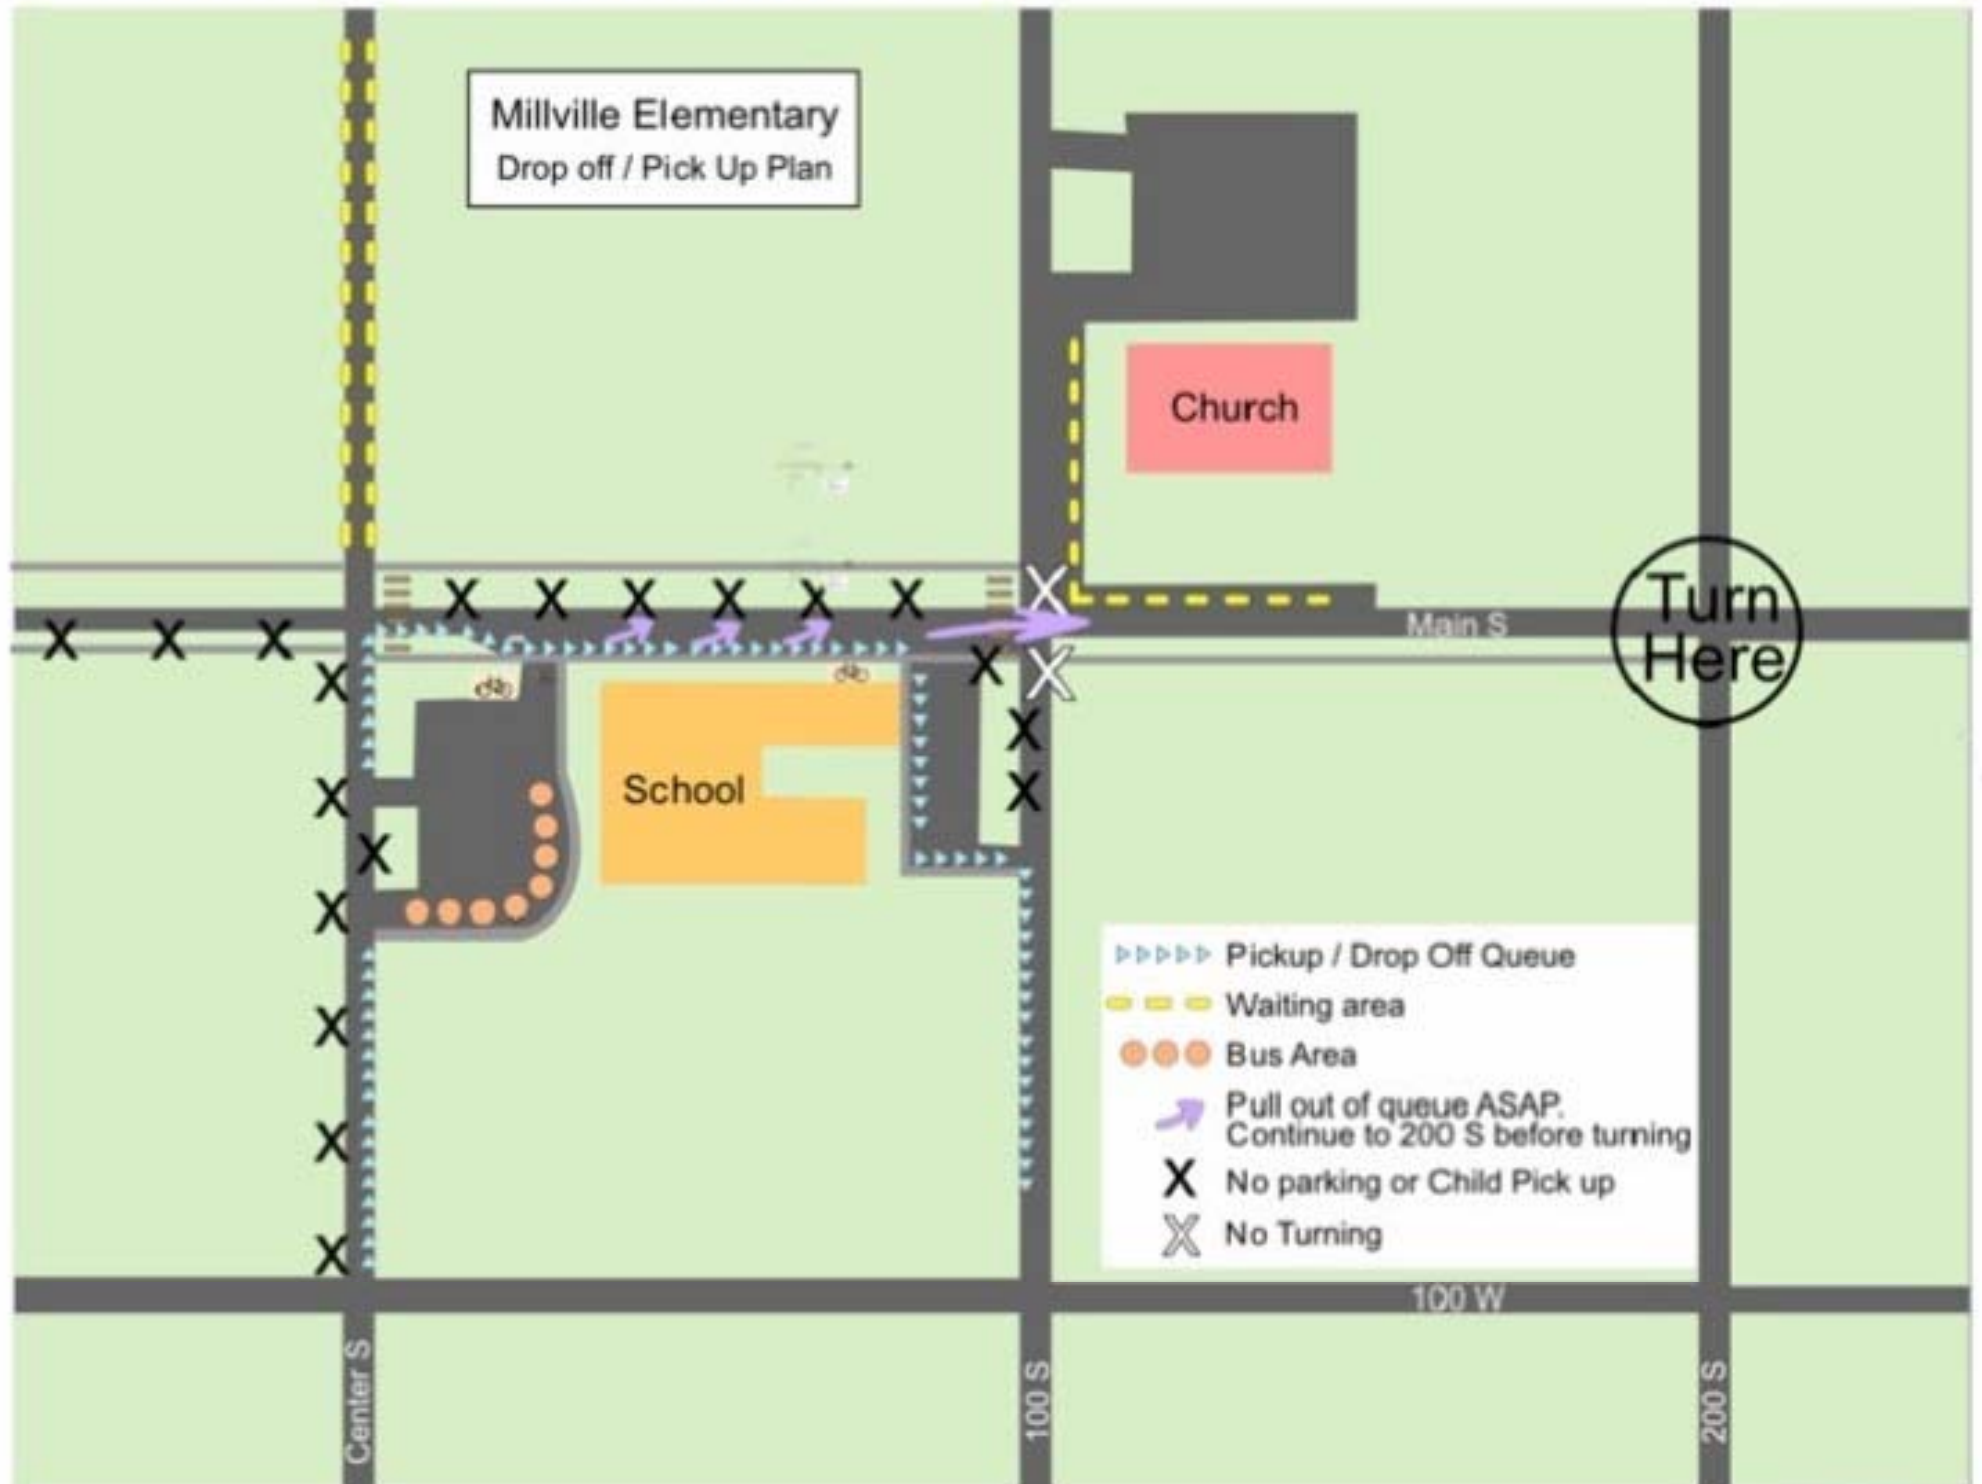 Millville Elementary
Drop off / Pick Up Plan
Church
Turn
Here
Main S
School
Pickup / Drop Off Queue
Waiting area
Bus Area
Pull out of queue ASAP.
Continue to 200 S before turning
X No parking or Child Pick up
X No Turning
100 W
Center S
100 S
200 S